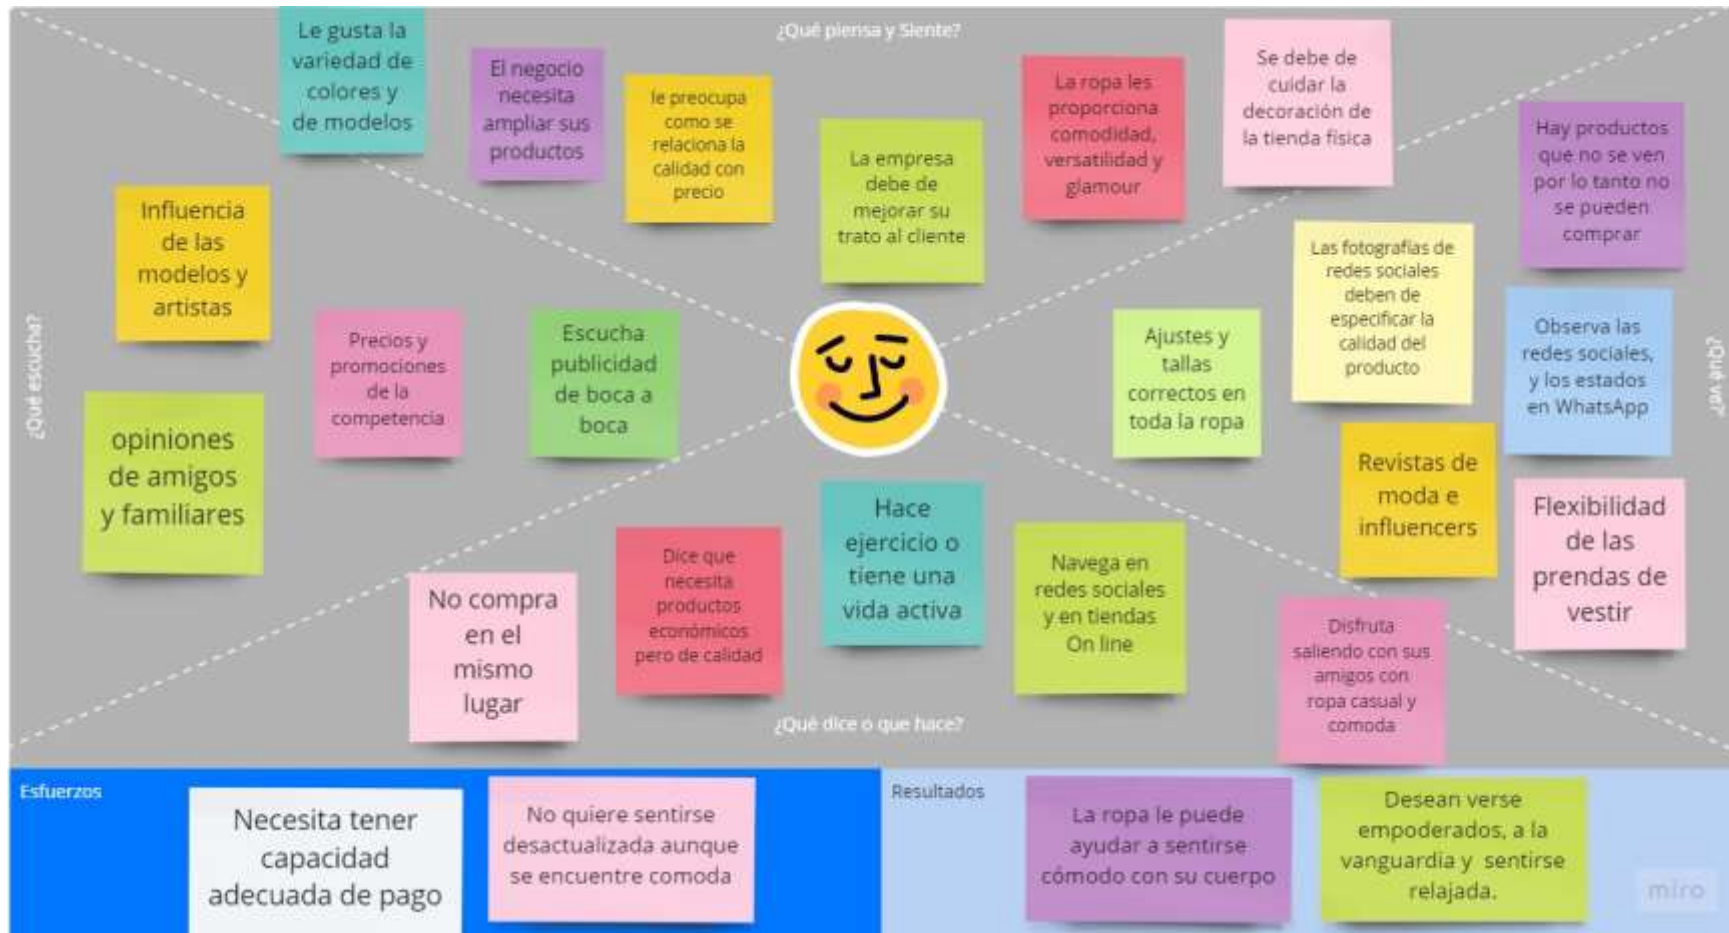 ¿Qué piensa y Siente?
Le gusta la
variedad de
colores y
de modelos
El negocio
necesita
ampliar sus
productos
le preocupa
como se
relaciona la
calidad con
precio
La empresa
debe de
mejorar su
trato al cliente
La ropa les
proporciona
comodidad,
versatilidad y
glamour
Se debe de
cuidar la
decoración de
la tienda física
¿Qué escucha?
Influencia
de las
modelos y
artistas
Precios y
promociones
de la
competencia
Escucha
publicidad
de boca a
boca
opiniones
de amigos
y familiares
¿Qué ve?
Hay productos
que no se ven
por lo tanto no
se pueden
comprar
Las fotografías de
redes sociales
deben de
especificar la
calidad del
producto
Ajustes y
tallas
correctos en
toda la ropa
Observa las
redes sociales,
y los estados
en WhatsApp
Revistas de
moda e
influencers
Flexibilidad
de las
prendas de
vestir
¿Qué dice o que hace?
No compra
en el
mismo
lugar
Dice que
necesita
productos
económicos
pero de calidad
Hace
ejercicio o
tiene una
vida activa
Navega en
redes sociales
y en tiendas
On line
Disfruta
saliendo con sus
amigos con
ropa casual y
comoda
Esfuerzos
Necesita tener
capacidad
adecuada de pago
No quiere sentirse
desactualizada aunque
se encuentre comoda
Resultados
La ropa le puede
ayudar a sentirse
cómodo con su cuerpo
Desean verse
empoderados, a la
vanguardia y sentirse
relajada.
miro